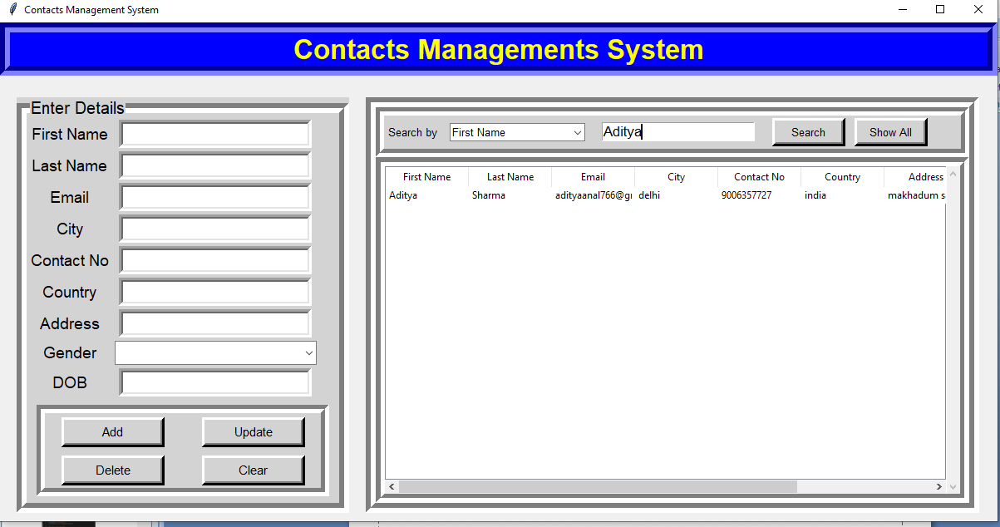 Contacts Management System
Contacts Managements System
Enter Details
First Name
Last Name
Email
City
Contact No
Country
Address
Gender
DOB
Add Update
Delete Clear
Search by First Name Aditya Search Show All
First Name Last Name Email City Contact No Country Address
Aditya Sharma adityaanal766@g delhi 9006357727 india makhadum s